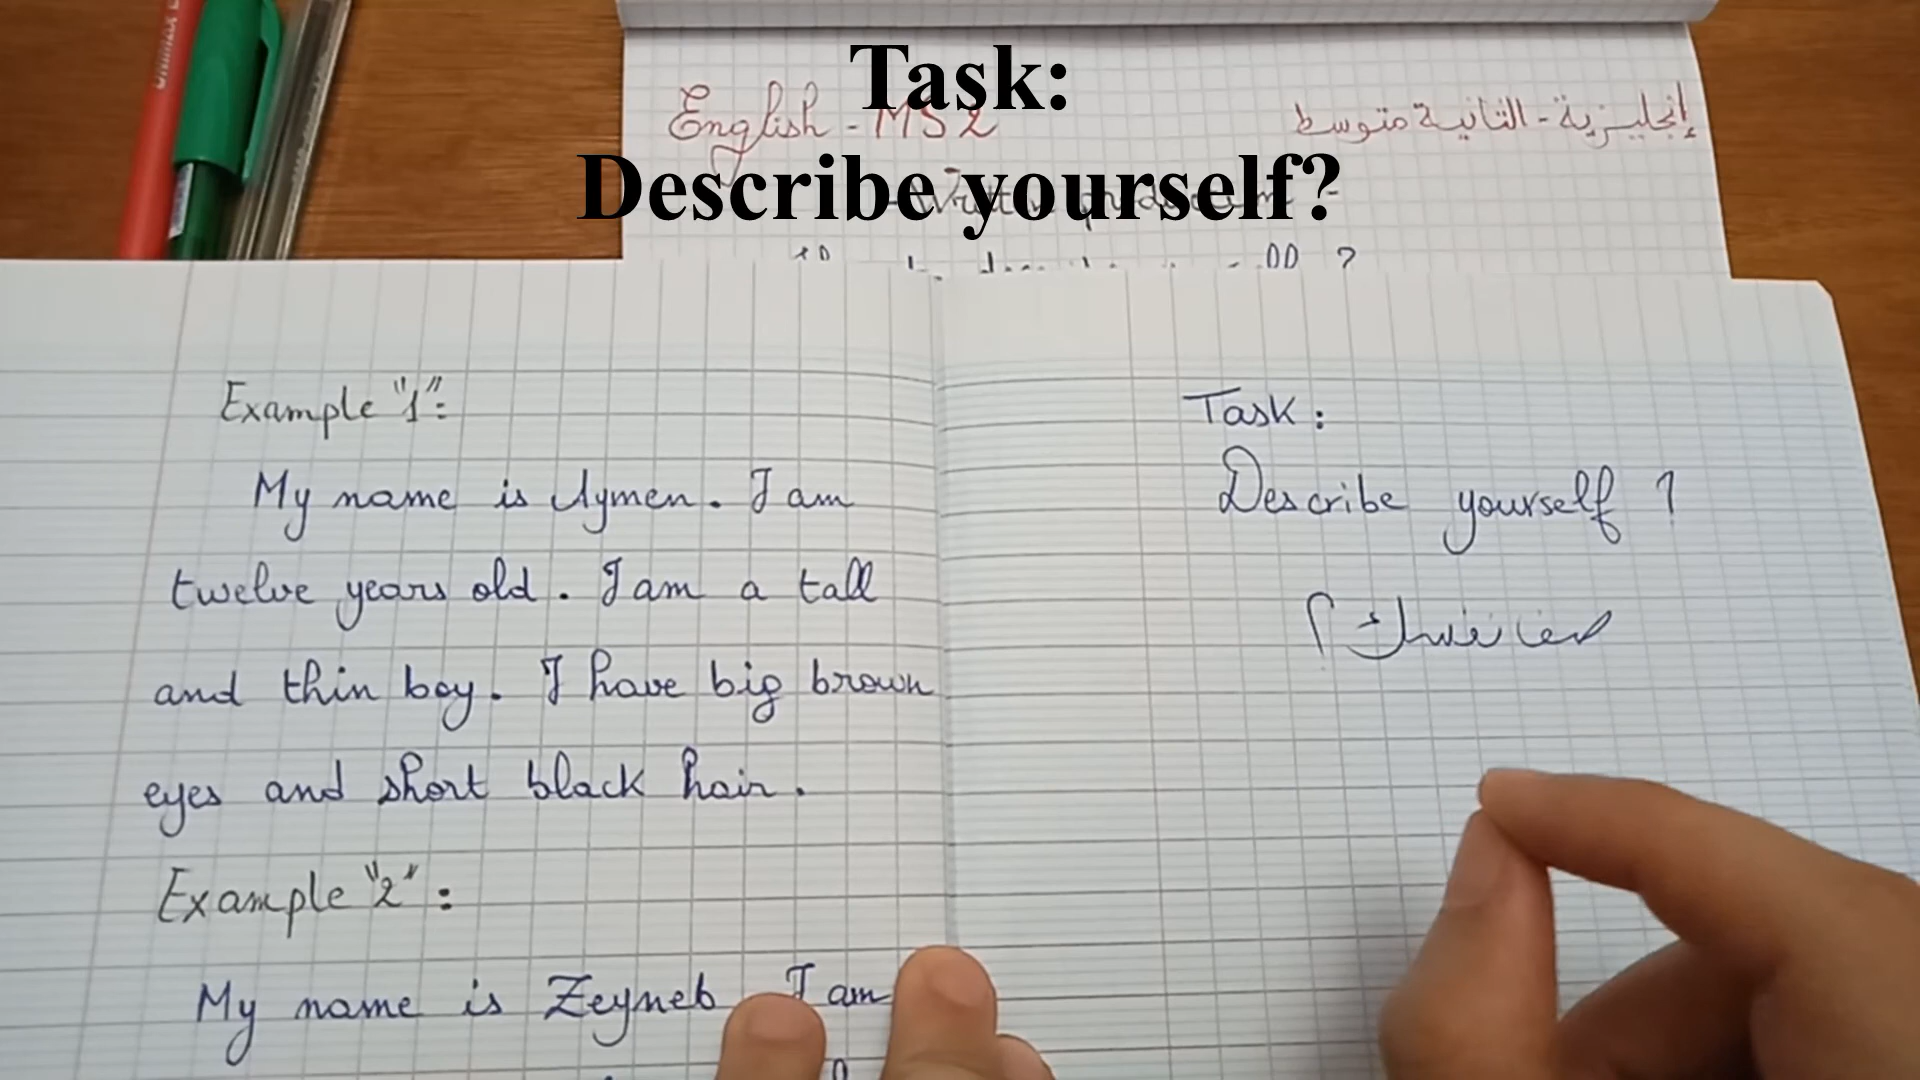 Task:
Describe yourself?
English - MS2
إنجليزية - الثانية متوسط
Written production
Example "1":
My name is Aymen. I am
twelve years old. I am a tall
and thin boy. I have big brown
eyes and short black hair.
Example "2":
My name is Zeyneb I am
Task:
Describe yourself ?
صف نفسك ؟